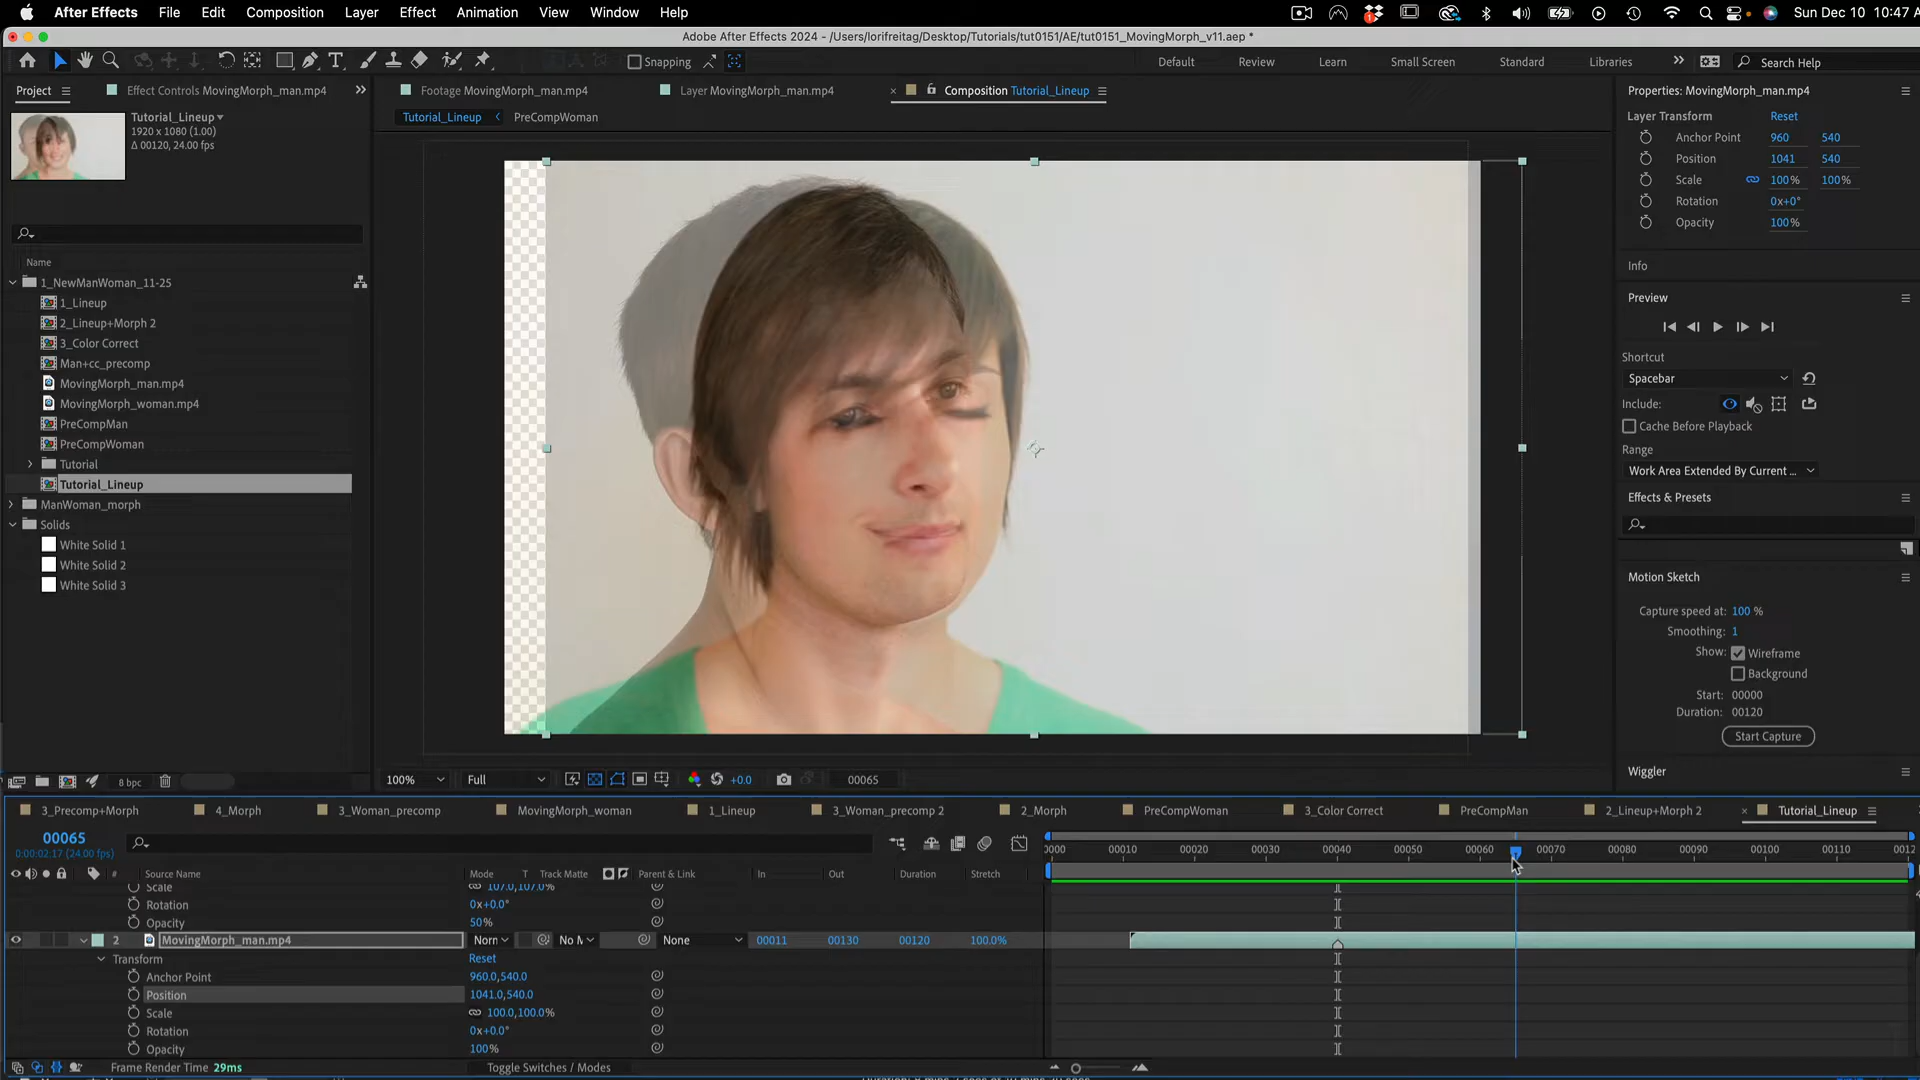 After Effects File Edit Composition Layer Effect Animation View Window Help
1
Sun Dec 10 10:47
Adobe After Effects 2024 - /Users/lorifreitag/Desktop/Tutorials/tut0151/AE/tut0151_MovingMorph_v11.aep *
Snapping
Default Review Learn Small Screen Standard Libraries
Search Help
Project
Effect Controls MovingMorph_man.mp4
Footage MovingMorph_man.mp4
Layer MovingMorph_man.mp4
Composition Tutorial_Lineup
Tutorial_Lineup
PreCompWoman
Tutorial_Lineup
1920 x 1080 (1.00)
Δ 00120, 24.00 fps
Name
1_NewManWoman_11-25
1_Lineup
2_Lineup+Morph 2
3_Color Correct
Man+cc_precomp
MovingMorph_man.mp4
MovingMorph_woman.mp4
PreCompMan
PreCompWoman
Tutorial
Tutorial_Lineup
ManWoman_morph
Solids
White Solid 1
White Solid 2
White Solid 3
8 bpc
100% Full +0.0 00065
Properties: MovingMorph_man.mp4
Layer Transform Reset
Anchor Point 960 540
Position 1041 540
Scale 100% 100%
Rotation 0x+0°
Opacity 100%
Info
Preview
Shortcut
Spacebar
Include:
Cache Before Playback
Range
Work Area Extended By Current ...
Effects & Presets
Motion Sketch
Capture speed at: 100 %
Smoothing: 1
Show: Wireframe
Background
Start: 00000
Duration: 00120
Start Capture
Wiggler
3_Precomp+Morph 4_Morph 3_Woman_precomp MovingMorph_woman 1_Lineup 3_Woman_precomp 2 2_Morph PreCompWoman 3_Color Correct PreCompMan 2_Lineup+Morph 2 Tutorial_Lineup
00065
0:00:02:17 (24.00 fps)
0000 00010 00020 00030 00040 00050 00060 00070 00080 00090 00100 00110 0012
# Source Name Mode T Track Matte Parent & Link In Out Duration Stretch
Scale 107.0,107.0%
Rotation 0x+0.0°
Opacity 50%
2 MovingMorph_man.mp4 Norr No M None 00011 00130 00120 100.0%
Transform Reset
Anchor Point 960.0,540.0
Position 1041.0,540.0
Scale 100.0,100.0%
Rotation 0x+0.0°
Opacity 100%
Frame Render Time 29ms
Toggle Switches / Modes